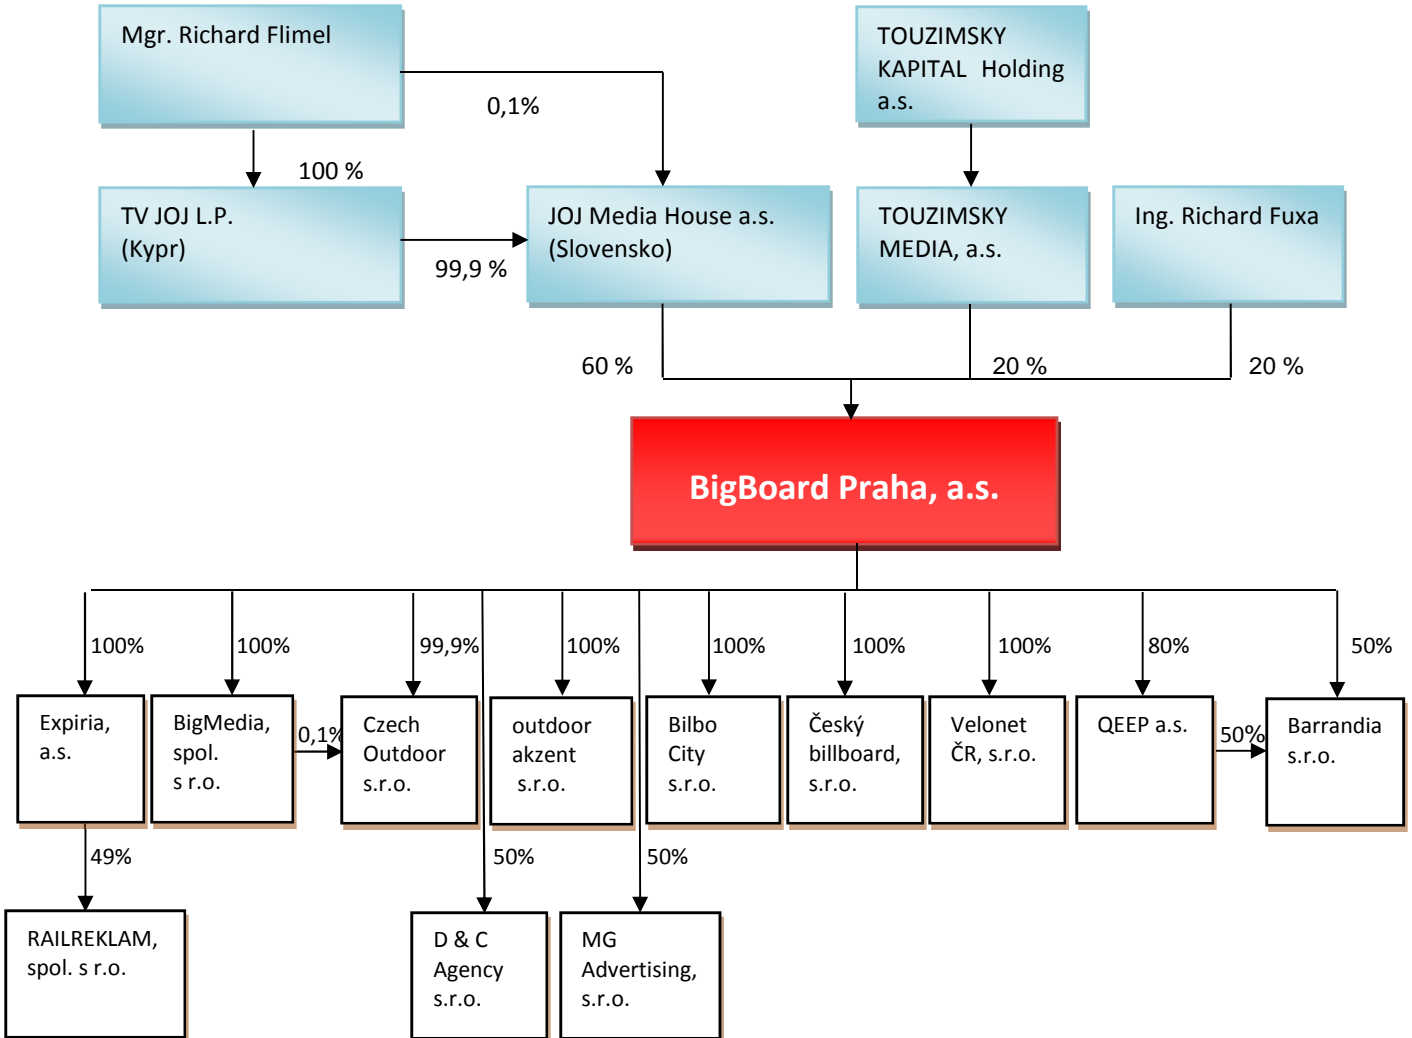 Mgr. Richard Flimel
TOUZIMSKY
KAPITAL Holding
a.s.
0,1%
100 %
TV JOJ L.P.
(Kypr)
99,9 %
JOJ Media House a.s.
(Slovensko)
TOUZIMSKY
MEDIA, a.s.
Ing. Richard Fuxa
60 %
20 %
20 %
BigBoard Praha, a.s.
100%
100%
99,9%
100%
100%
100%
100%
80%
50%
Expiria,
a.s.
BigMedia,
spol.
s r.o.
0,1%
Czech
Outdoor
s.r.o.
outdoor
akzent
s.r.o.
Bilbo
City
s.r.o.
Český
billboard,
s.r.o.
Velonet
ČR, s.r.o.
QEEP a.s.
50%
Barrandia
s.r.o.
49%
50%
50%
RAILREKLAM,
spol. s r.o.
D & C
Agency
s.r.o.
MG
Advertising,
s.r.o.